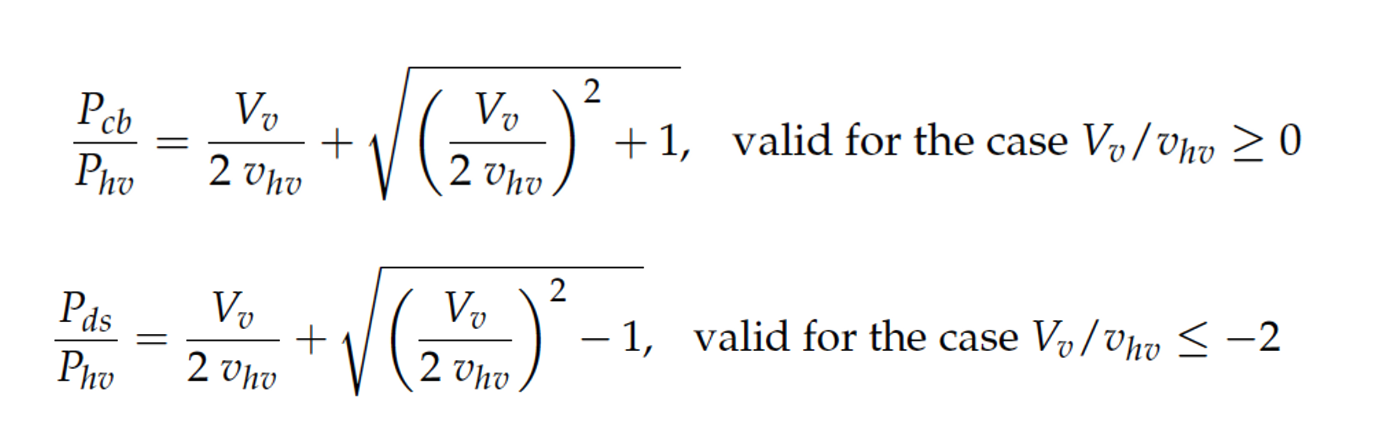 \frac{P_{cb}}{P_{hv}} = \frac{V_v}{2\ v_{hv}} + \sqrt{\left(\frac{V_v}{2\ v_{hv}}\right)^2 + 1}, valid for the case V_v/v_{hv} \geq 0
\frac{P_{ds}}{P_{hv}} = \frac{V_v}{2\ v_{hv}} + \sqrt{\left(\frac{V_v}{2\ v_{hv}}\right)^2 - 1}, valid for the case V_v/v_{hv} \leq -2